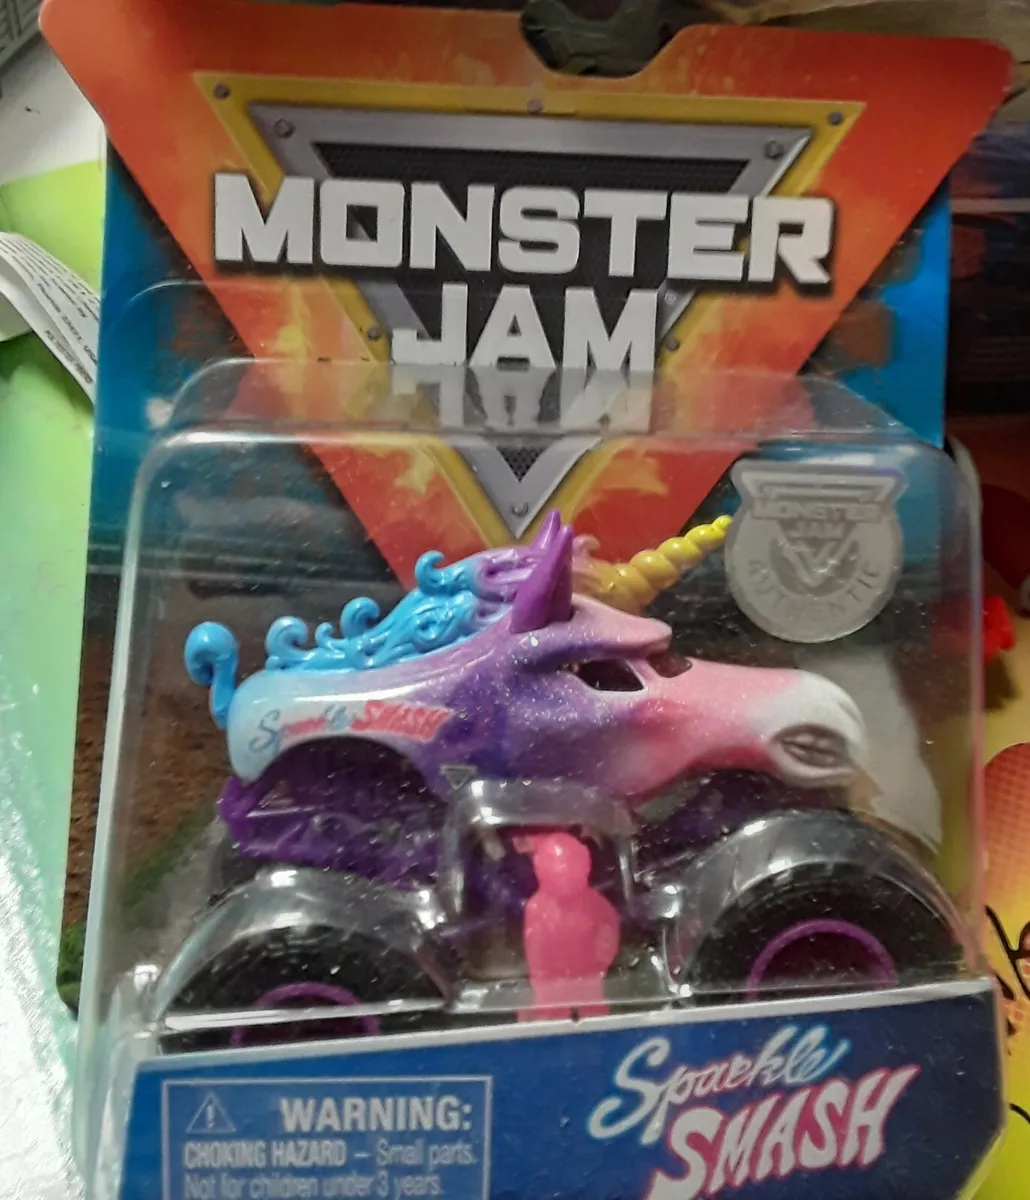 MONSTER
JAM
MONSTER
JAM
AUTHENTIC
Sparkle SMASH
Sparkle
SMASH
WARNING:
CHOKING HAZARD – Small parts.
Not for children under 3 years.